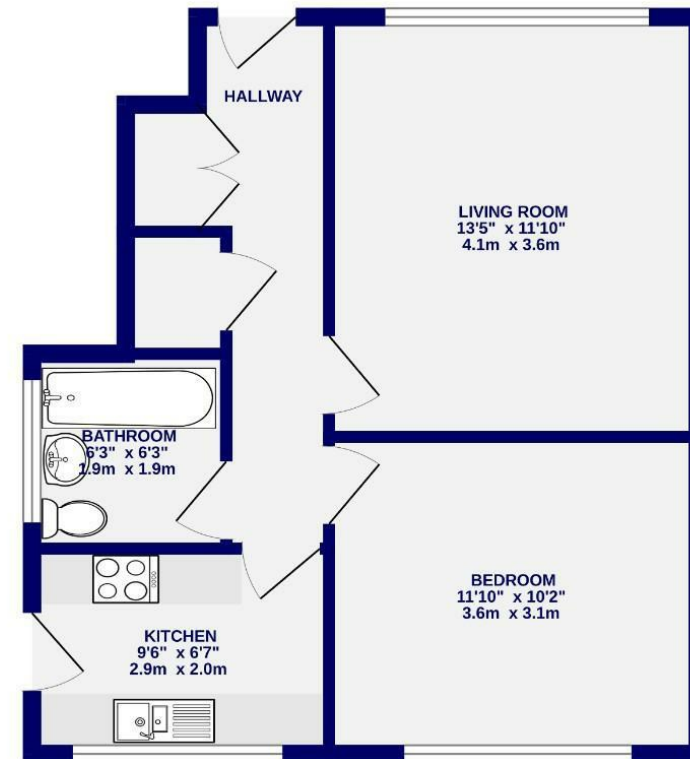 HALLWAY
LIVING ROOM
13'5" x 11'10"
4.1m x 3.6m
BATHROOM
6'3" x 6'3"
1.9m x 1.9m
BEDROOM
11'10" x 10'2"
3.6m x 3.1m
KITCHEN
9'6" x 6'7"
2.9m x 2.0m